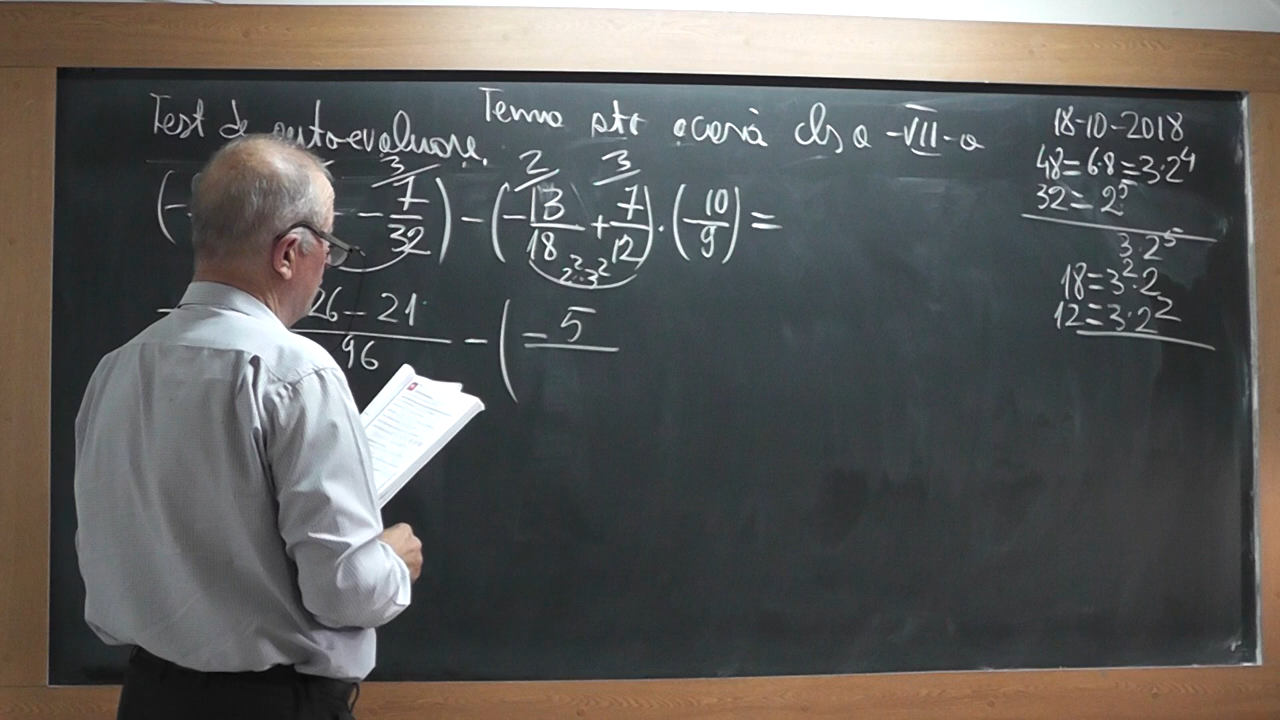 Test de autoevaluare. Tema ptr acasă cls a VII-a
18-10-2018
48=6·8=3·2⁴
32=2⁵
3·2⁵
18=3²·2
12=3·2²
3 2 3
(- - 7/32) - (-13/18 + 7/12) · (-10/9) =
2²·3²
- 26-21/96 - (-5